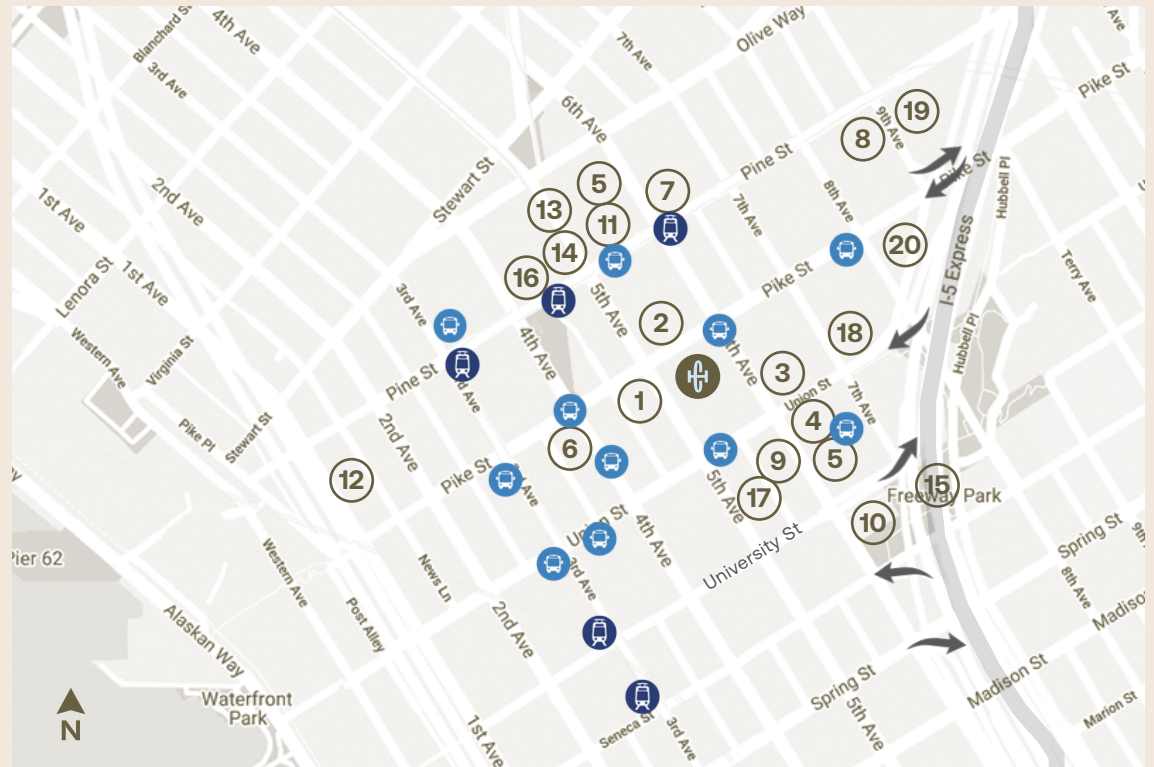 Blanchard St
4th Ave
3rd Ave
7th Ave
Olive Way
Ave
Pike St
6th Ave
9th Ave
19
8
Pine St
Stewart St
5
7
Pike St
Hubbell Pl
1st Ave
2nd Ave
13
11
7th Ave
8th Ave
14
20
16
Lenora St
1st Ave
3rd Ave
5th Ave
Pike St
I-5 Express
Terry Ave
2
4th Ave
18
Western Ave
Virginia St
Hubbell Pl
Pine St
3
1
Union St
7th Ave
4
Pike Pl
Stewart St
2nd Ave
6
9
5
12
Pike St
Ave
5th Ave
17
15
Freeway Park
10
4th Ave
University St
Spring St
Pier 62
Western Ave
News Ln
3rd Ave
8th Ave
Post Alley
Alaskan Way
2nd Ave
Spring St
Madison St
Waterfront
Park
N
1st Ave
Seneca St
3rd Ave
5th Ave
Marion St